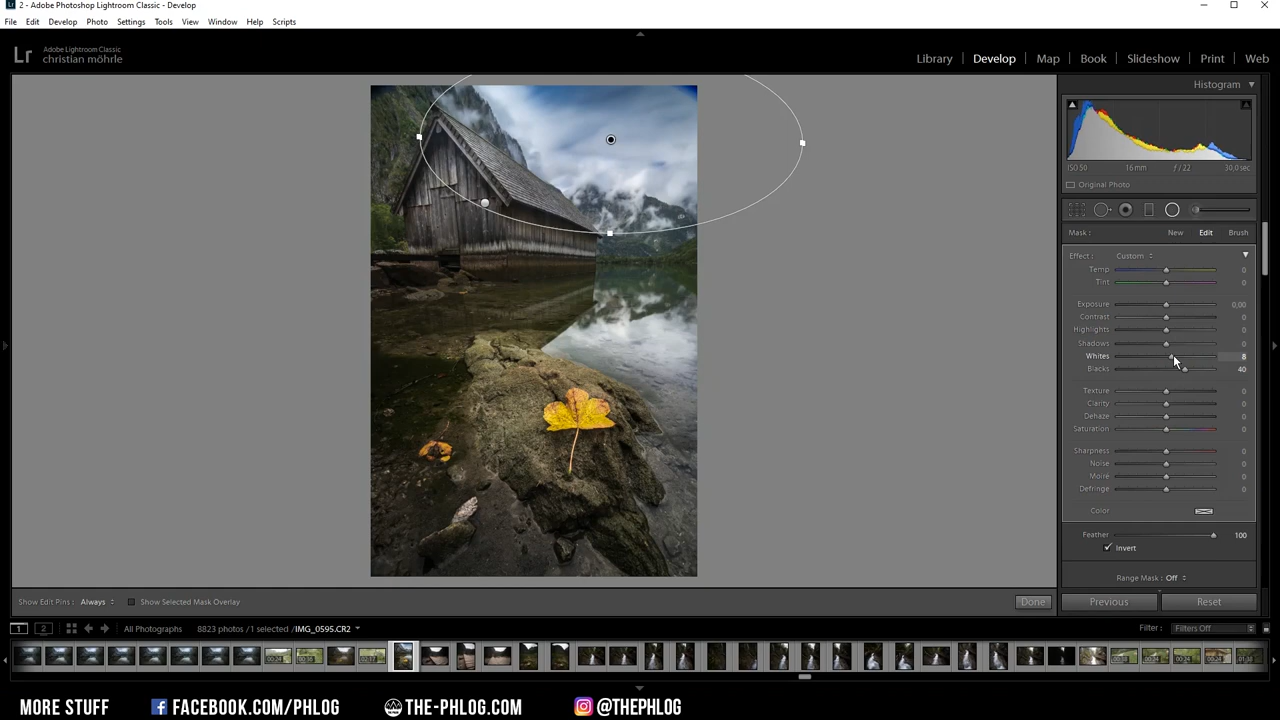 2 - Adobe Photoshop Lightroom Classic - Develop
File Edit Develop Photo Settings Tools View Window Help Scripts
Lr Adobe Lightroom Classic
christian möhrle
Library | Develop | Map | Book | Slideshow | Print | Web
Histogram
ISO 50 16 mm f / 22 30,0 sec
Original Photo
Mask : New Edit Brush
Effect : Custom
Temp 0
Tint 0
Exposure 0,00
Contrast 0
Highlights 0
Shadows 0
Whites 8
Blacks 40
Texture 0
Clarity 0
Dehaze 0
Saturation 0
Sharpness 0
Noise 0
Moiré 0
Defringe 0
Color
Feather 100
Invert
Range Mask : Off
Show Edit Pins : Always Show Selected Mask Overlay Done Previous Reset
1 2 All Photographs 8823 photos / 1 selected / IMG_0595.CR2 Filter : Filters Off
MORE STUFF FACEBOOK.COM/PHLOG THE-PHLOG.COM @THEPHLOG